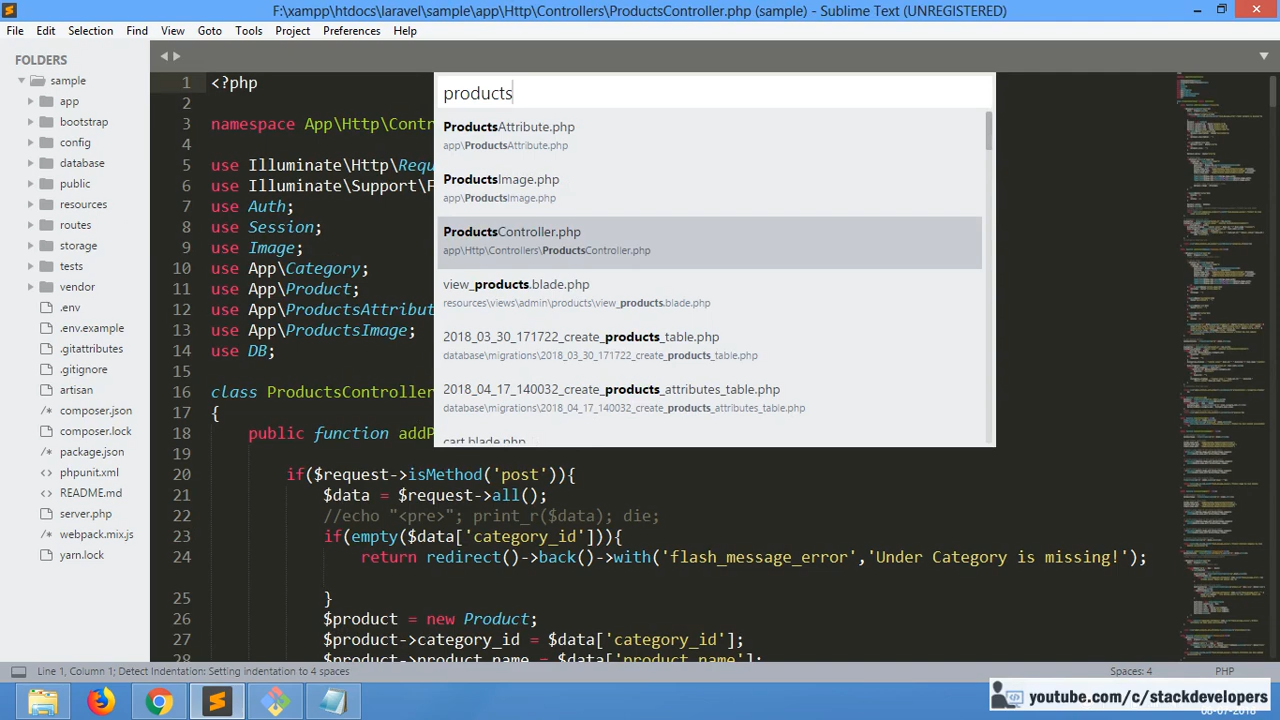 F:\xampp\htdocs\laravel\sample\app\Http\Controllers\ProductsController.php (sample) - Sublime Text (UNREGISTERED)
File Edit Selection Find View Goto Tools Project Preferences Help
FOLDERS
sample
app
bootstrap
config
database
public
resources
routes
storage
tests
vendor
.env
.env.example
.gitattributes
.gitignore
artisan
composer.json
composer.lock
package.json
phpunit.xml
README.md
server.php
webpack.mix.js
yarn.lock
products
ProductsAttribute.php
app\ProductsAttribute.php
ProductsImage.php
app\ProductsImage.php
ProductsController.php
app\Http\Controllers\ProductsController.php
view_products.blade.php
resources\views\admin\products\view_products.blade.php
2018_03_30_171722_create_products_table.php
database\migrations\2018_03_30_171722_create_products_table.php
2018_04_17_140032_create_products_attributes_table.php
database\migrations\2018_04_17_140032_create_products_attributes_table.php
cart.blade.php
1 <?php
2
3 namespace App\Http\Contr
4
5 use Illuminate\Http\Requ
6 use Illuminate\Support\F
7 use Auth;
8 use Session;
9 use Image;
10 use App\Category;
11 use App\Product;
12 use App\ProductsAttribut
13 use App\ProductsImage;
14 use DB;
15
16 class ProductsController
17 {
18 public function addP
19
20 if($request->isMethod('post')){
21 $data = $request->all();
22 //echo "<pre>"; print_r($data); die;
23 if(empty($data['category_id'])){
24 return redirect()->back()->with('flash_message_error','Under Category is missing!');
25 }
26 $product = new Product;
27 $product->category_id = $data['category_id'];
28 $product->product_name = $data['product_name'];
Line 1, Column 1; Detect Indentation: Setting indentation to 4 spaces
Spaces: 4
PHP
youtube.com/c/stackdevelopers